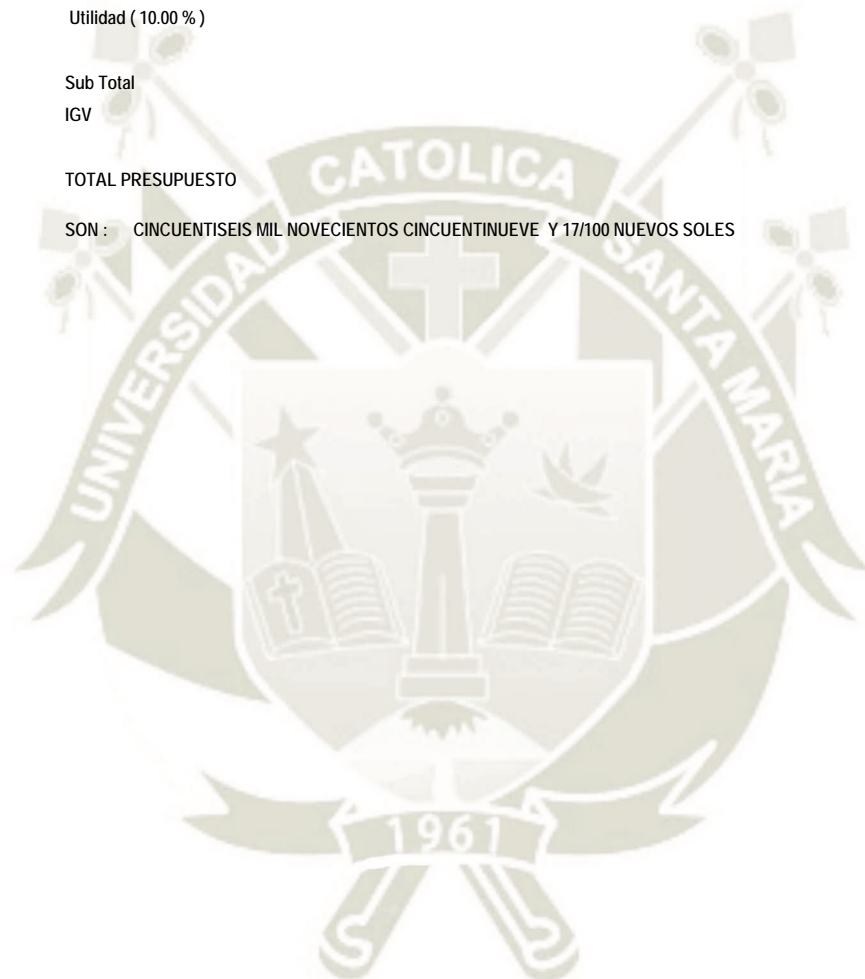 Utilidad ( 10.00 % )
Sub Total
IGV
TOTAL PRESUPUESTO
SON : CINCUENTISEIS MIL NOVECIENTOS CINCUENTINUEVE Y 17/100 NUEVOS SOLES
UNIVERSIDAD CATOLICA SANTA MARIA
1961